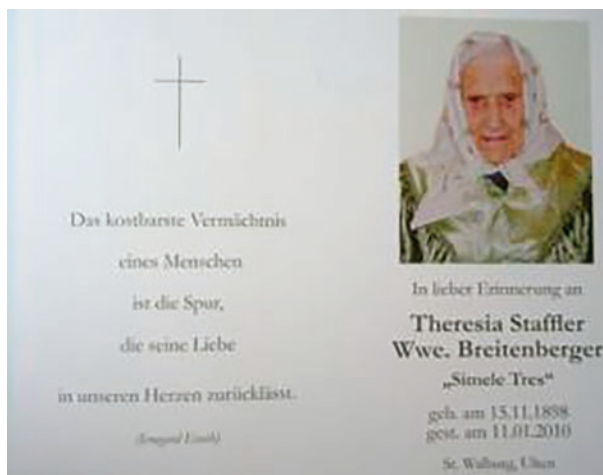 Das kostbarste Vermächtnis
eines Menschen
ist die Spur,
die seine Liebe
in unseren Herzen zurücklässt.
(Irmgard Erath)
In lieber Erinnerung an
Theresia Staffler
Wwe. Breitenberger
„Simele Tres“
geb. am 15.11.1898
gest. am 11.01.2010
St. Walburg, Ulten